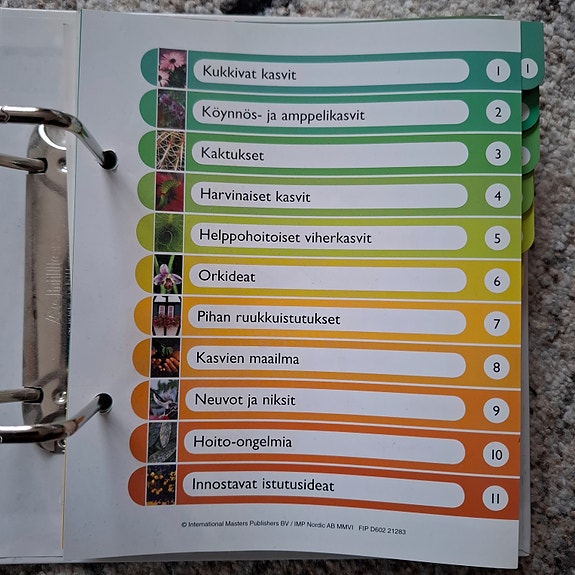 Kukkivat kasvit 1
1
Köynnös- ja amppelikasvit 2
Kaktukset 3
Harvinaiset kasvit 4
Helppohoitoiset viherkasvit 5
Orkideat 6
Pihan ruukkuistutukset 7
Kasvien maailma 8
Neuvot ja niksit 9
Hoito-ongelmia 10
Innostavat istutusideat 11
© International Masters Publishers BV / IMP Nordic AB MMVI FIP D602 21283